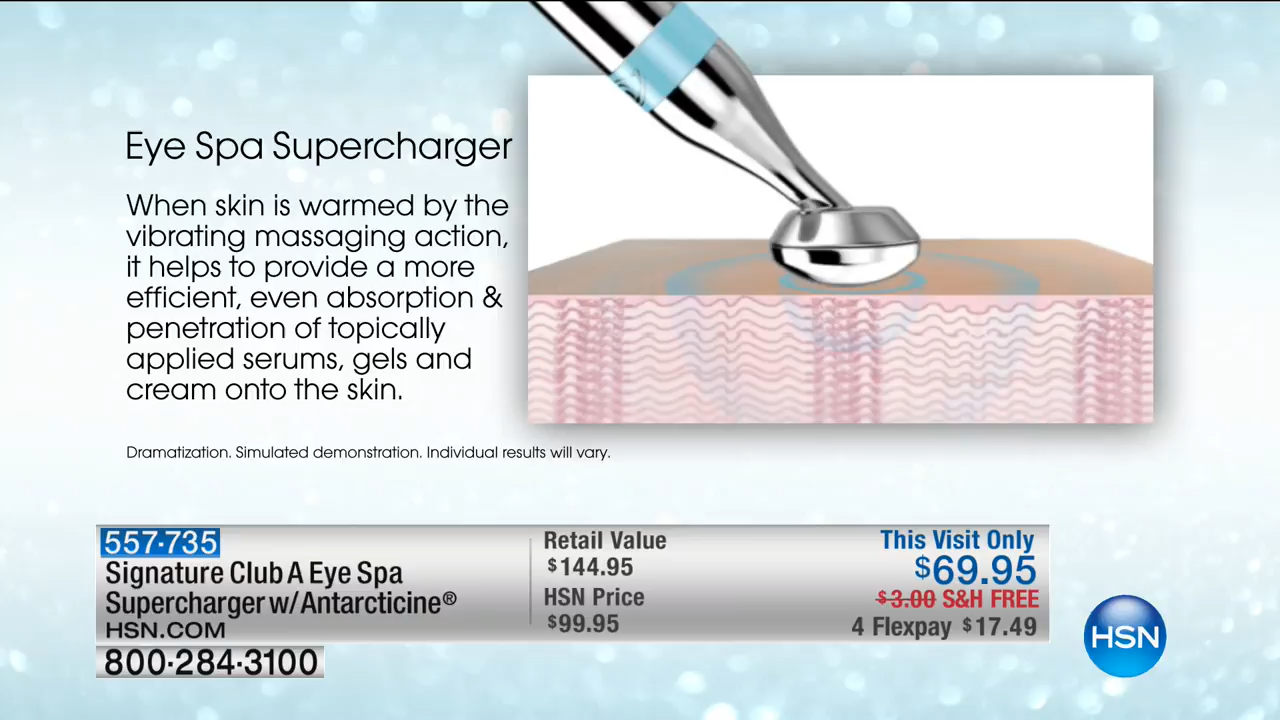 Eye Spa Supercharger
When skin is warmed by the
vibrating massaging action,
it helps to provide a more
efficient, even absorption &
penetration of topically
applied serums, gels and
cream onto the skin.
Dramatization. Simulated demonstration. Individual results will vary.
557·735
Signature Club A Eye Spa
Supercharger w/Antarcticine®
HSN.COM
800·284·3100
Retail Value
$144.95
HSN Price
$99.95
This Visit Only
$69.95
$3.00 S&H FREE
4 Flexpay $17.49
HSN